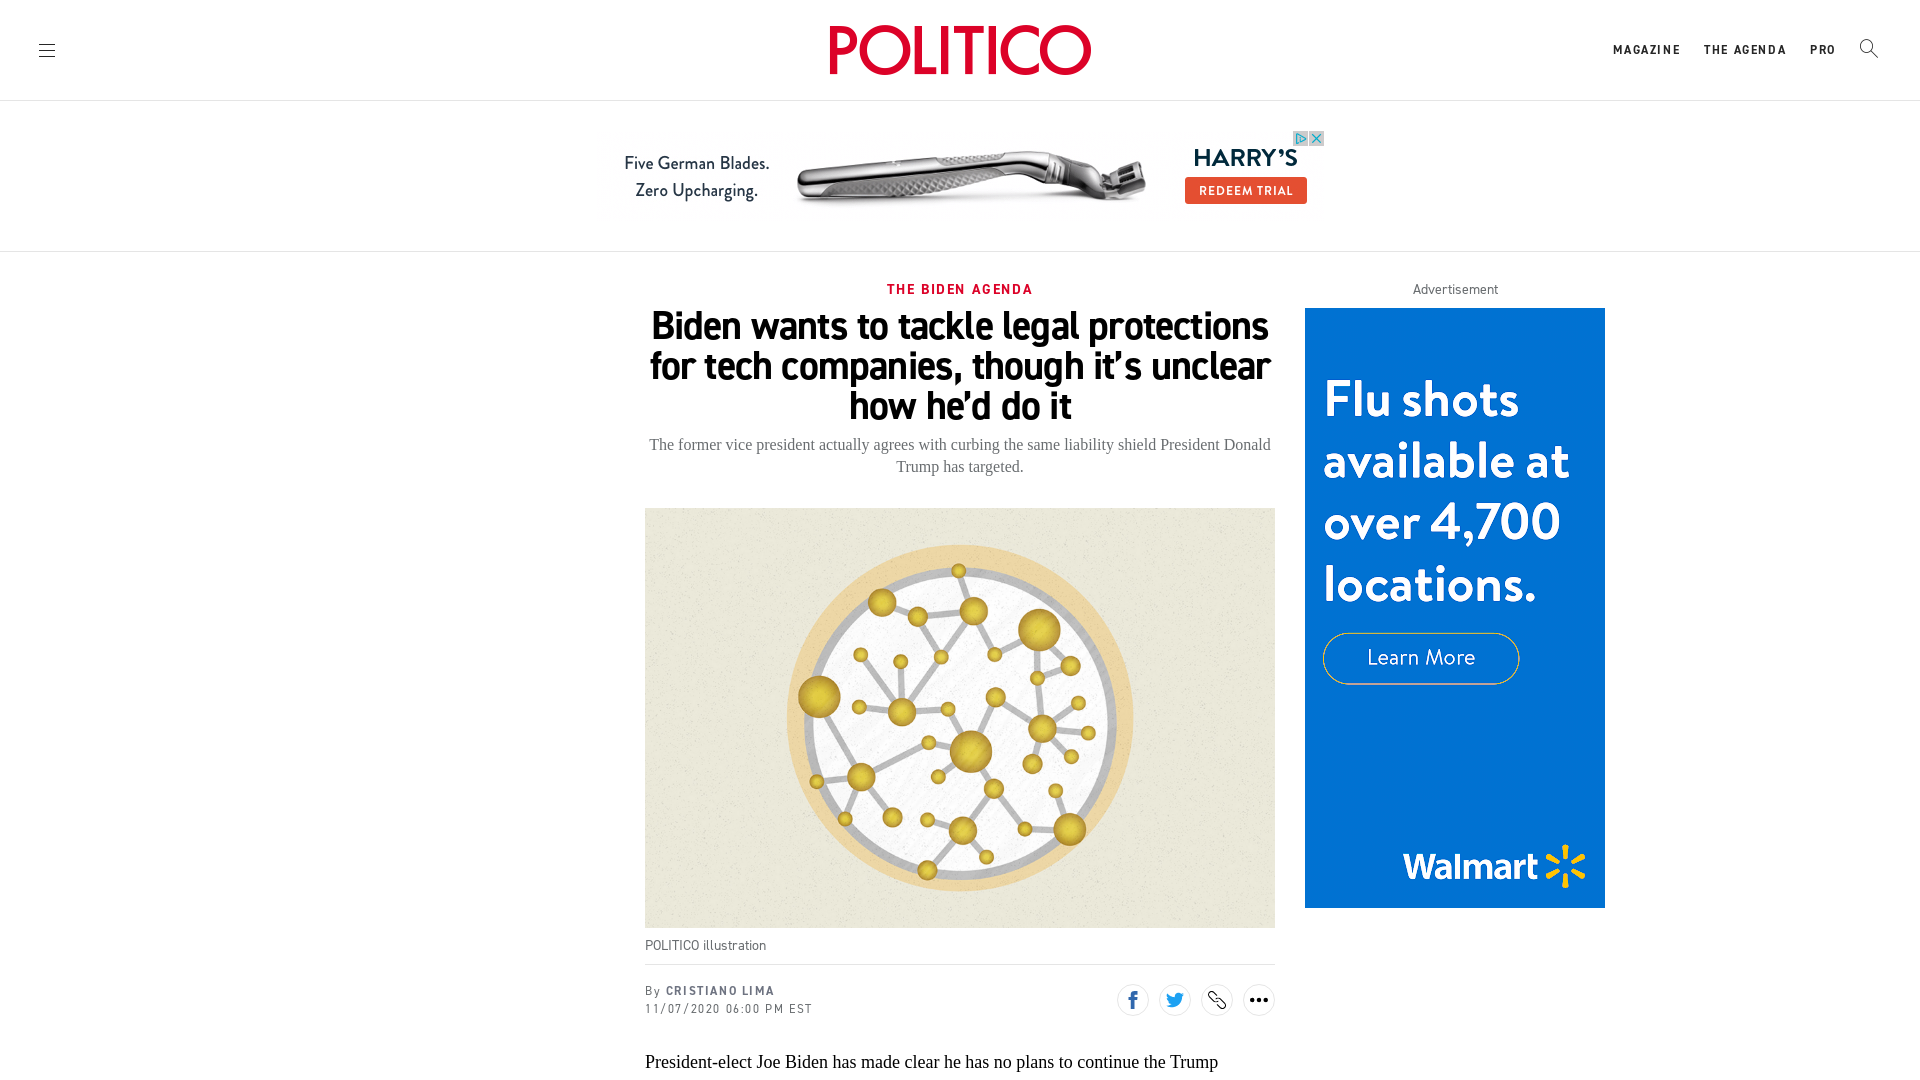 POLITICO
MAGAZINE THE AGENDA PRO
Five German Blades.
Zero Upcharging.
HARRY'S
REDEEM TRIAL
THE BIDEN AGENDA
Biden wants to tackle legal protections
for tech companies, though it’s unclear
how he’d do it
The former vice president actually agrees with curbing the same liability shield President Donald
Trump has targeted.
Advertisement
Flu shots
available at
over 4,700
locations.
Learn More
Walmart
POLITICO illustration
By CRISTIANO LIMA
11/07/2020 06:00 PM EST
President-elect Joe Biden has made clear he has no plans to continue the Trump